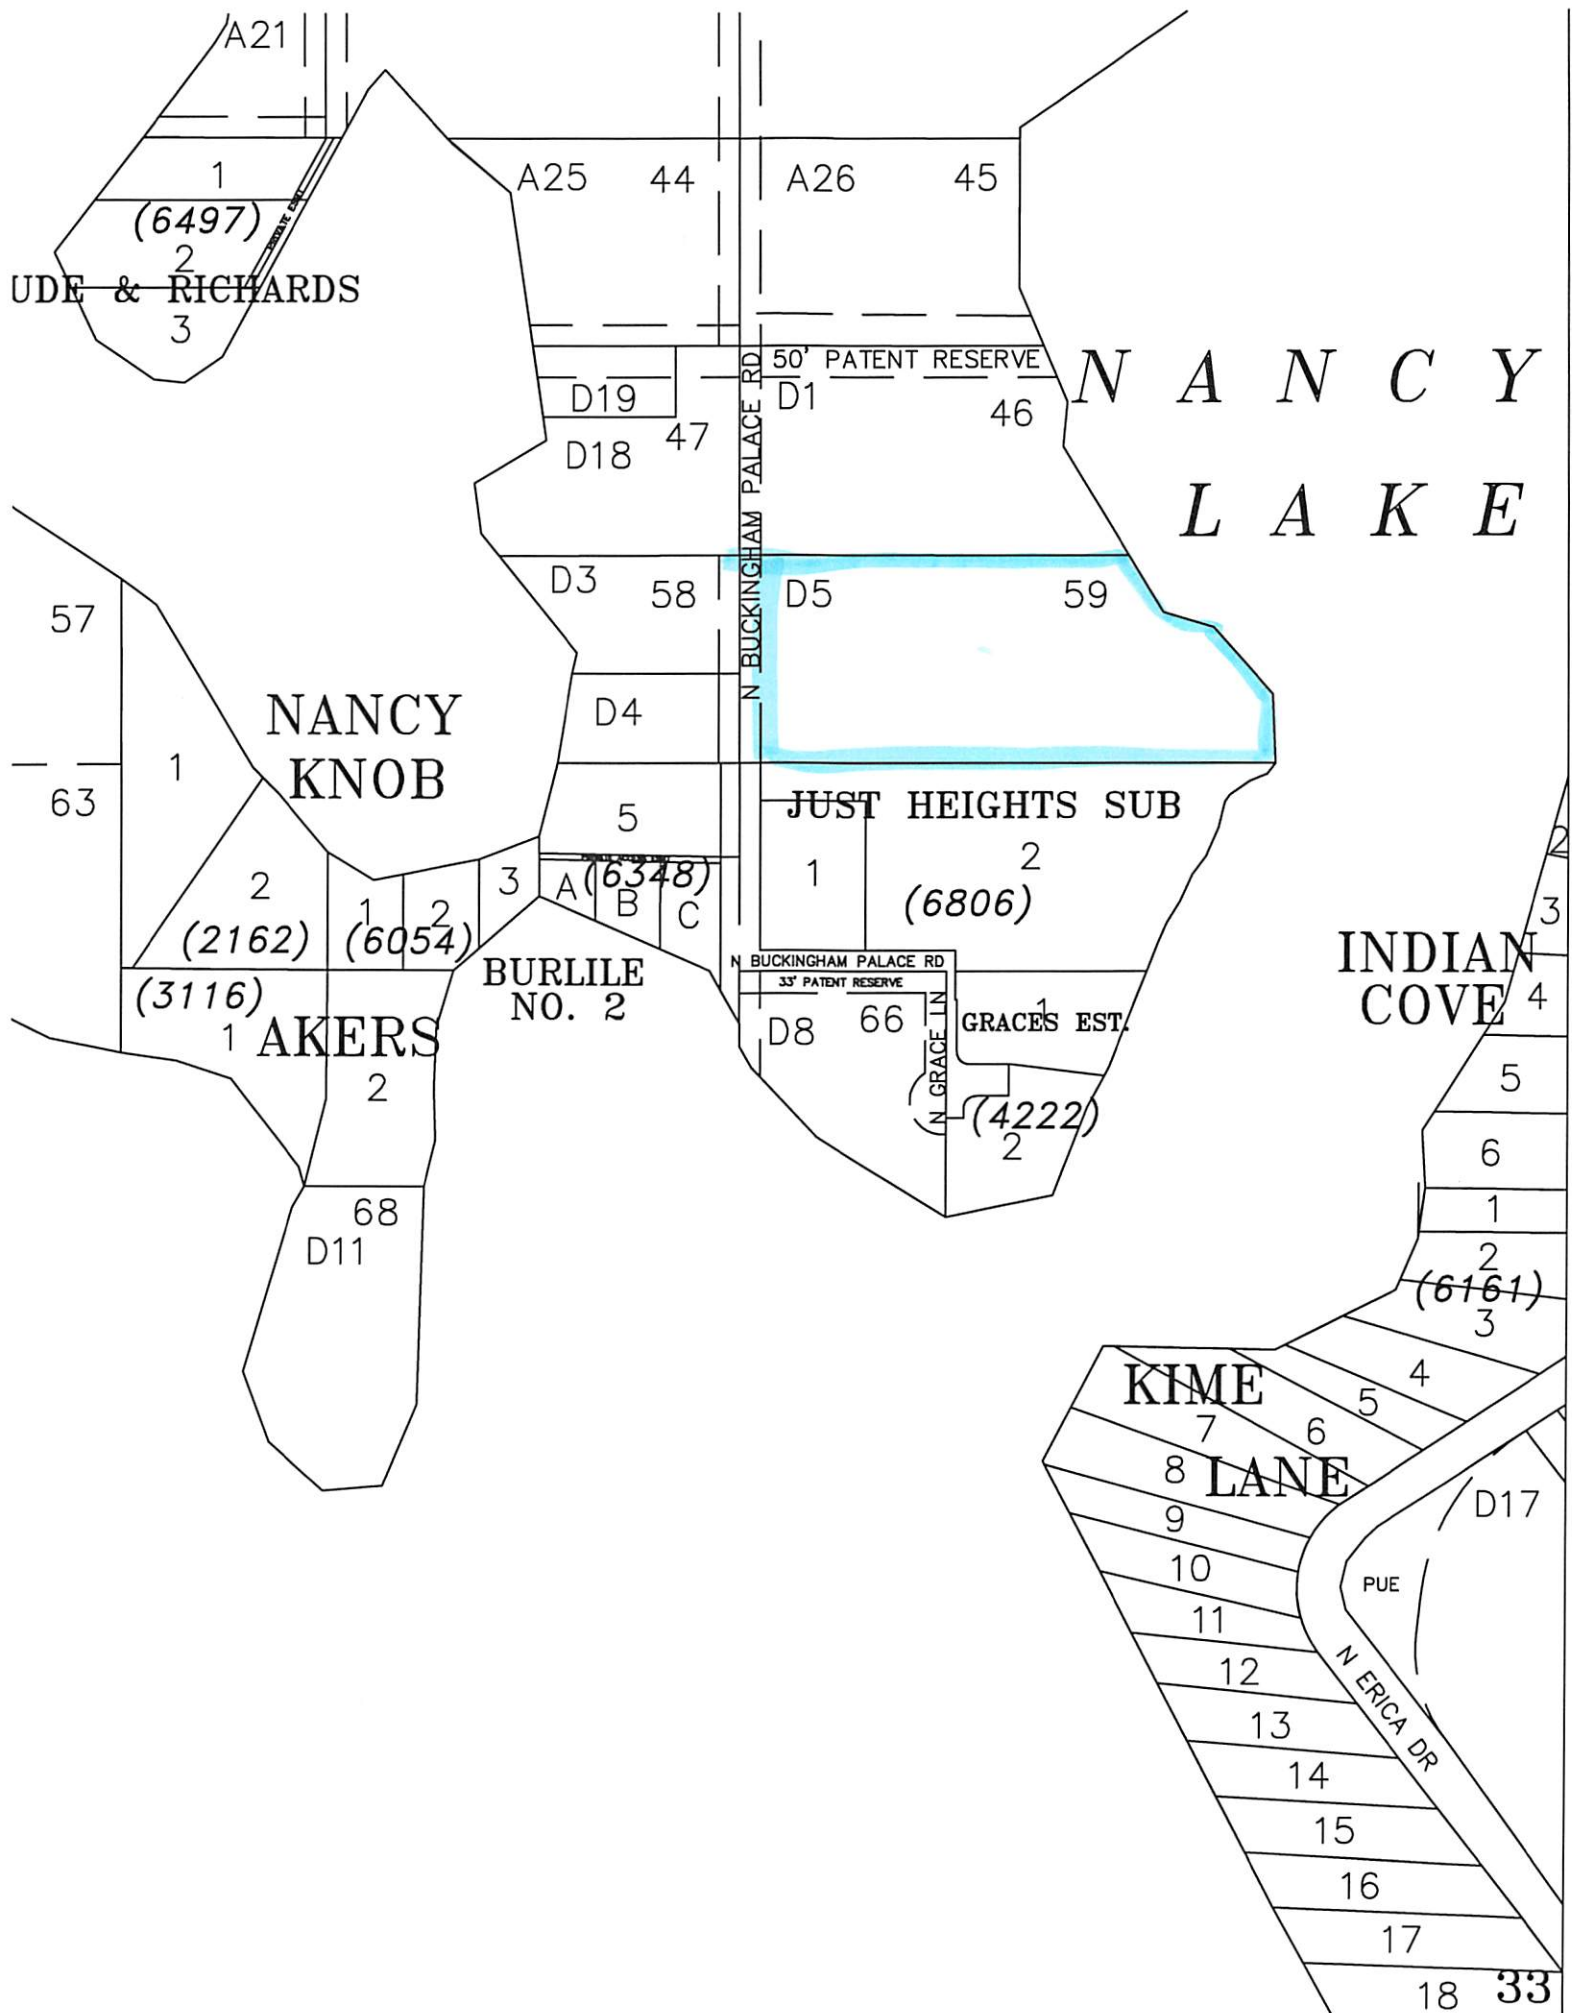 A21
1
(6497)
2
UDE & RICHARDS
3
A25 44
A26 45
50' PATENT RESERVE
D19
D18 47
D1 46
N BUCKINGHAM PALACE RD
NANCY
LAKE
D3 58
D4
D5 59
57
63
1
NANCY
KNOB
2
(2162)
1 2
(6054)
3
5
(6348)
A B C
JUST HEIGHTS SUB
1
2
(6806)
BURLILE
NO. 2
(3116)
1
AKERS
2
68
D11
N BUCKINGHAM PALACE RD
33' PATENT RESERVE
D8 66
N GRACE LN
1
GRACES EST.
(4222)
2
2
3
INDIAN
COVE
4
5
6
1
2
(6161)
3
4
5
6
KIME
7
8
LANE
9
10
11
12
13
14
15
16
17
18
D17
PUE
N ERICA DR
33